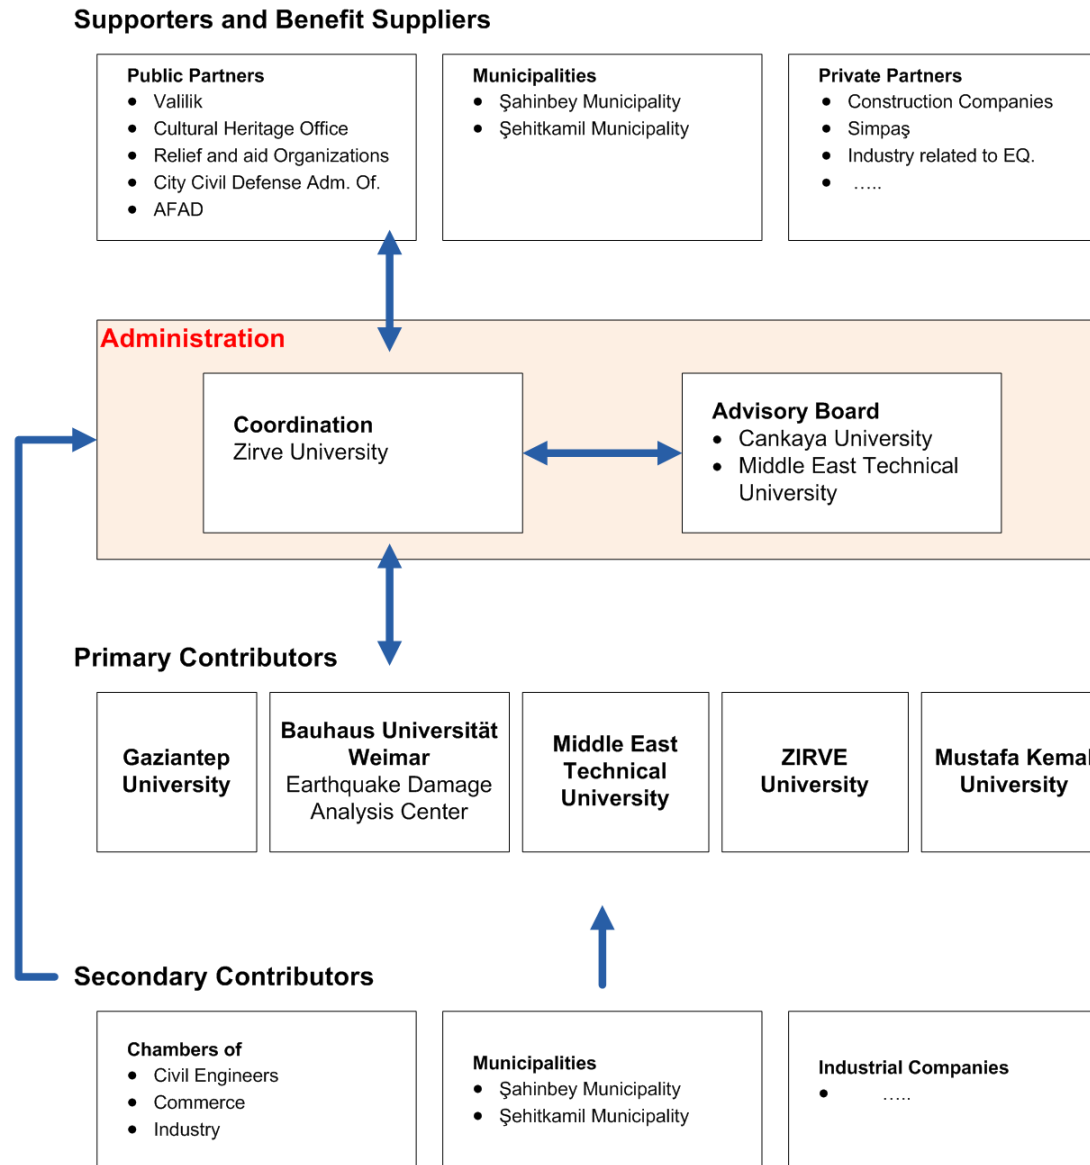 Supporters and Benefit Suppliers
Public Partners
● Valilik
● Cultural Heritage Office
● Relief and aid Organizations
● City Civil Defense Adm. Of.
● AFAD
Municipalities
● Şahinbey Municipality
● Şehitkamil Municipality
Private Partners
● Construction Companies
● Simpaş
● Industry related to EQ.
● …..
Administration
Coordination
Zirve University
Advisory Board
● Cankaya University
● Middle East Technical
University
Primary Contributors
Gaziantep
University
Bauhaus Universität
Weimar
Earthquake Damage
Analysis Center
Middle East
Technical
University
ZIRVE
University
Mustafa Kemal
University
Secondary Contributors
Chambers of
● Civil Engineers
● Commerce
● Industry
Municipalities
● Şahinbey Municipality
● Şehitkamil Municipality
Industrial Companies
● …..